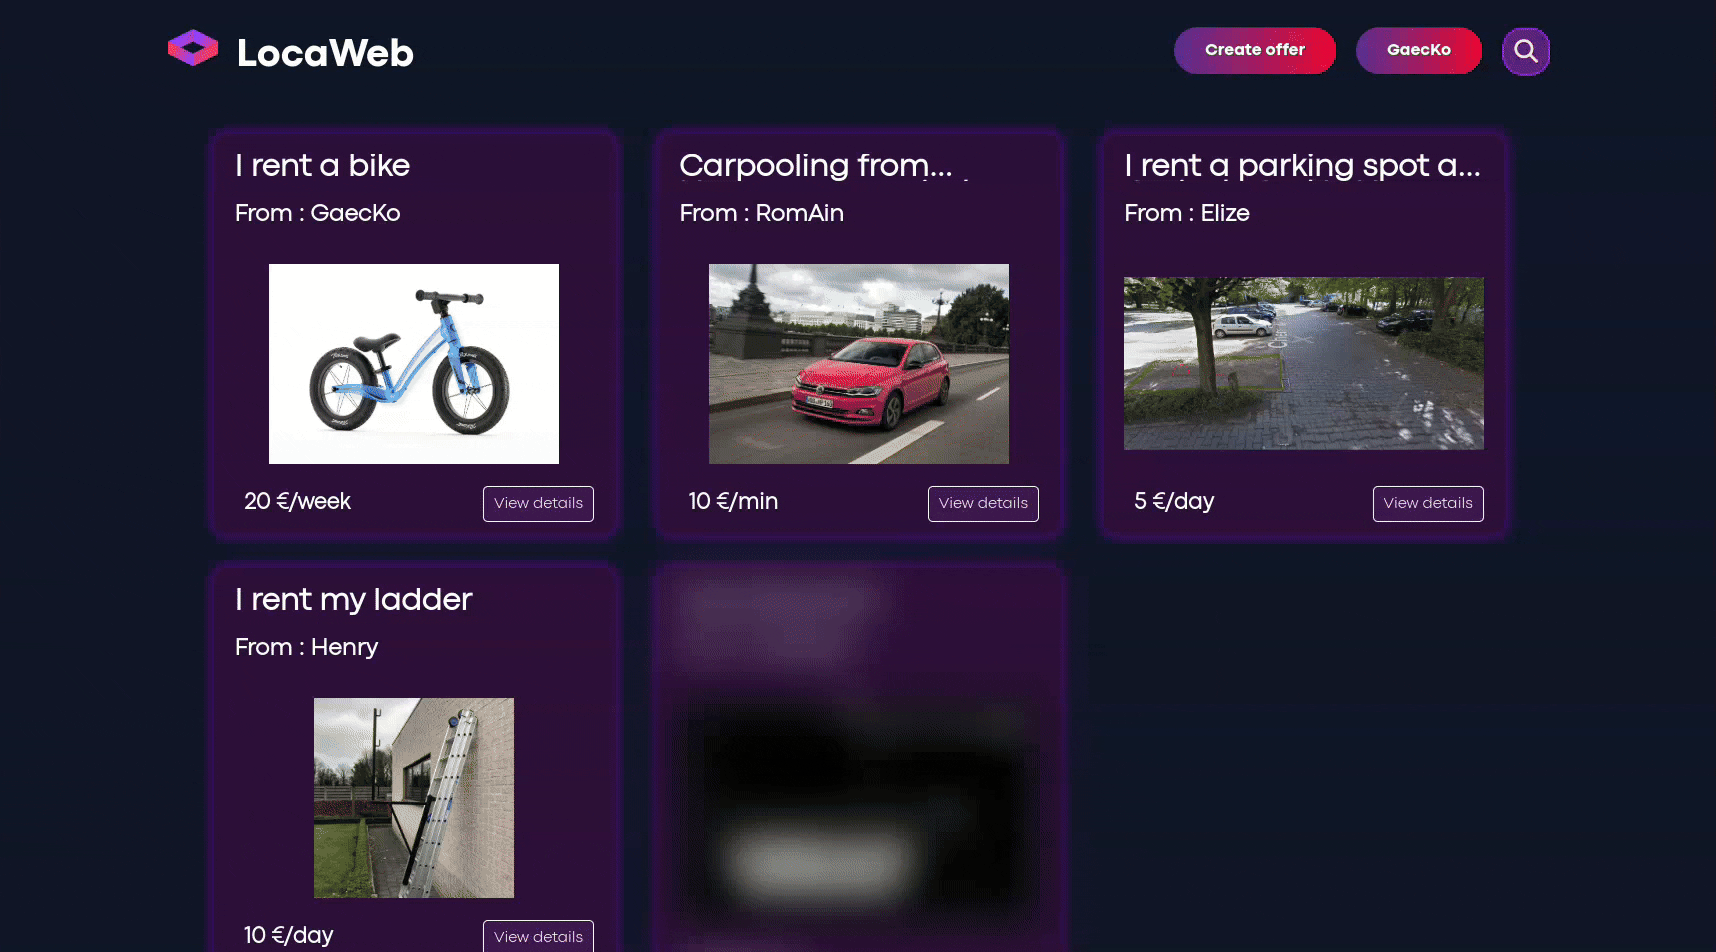 LocaWeb
Create offer
GaecKo
I rent a bike
From : GaecKo
20 €/week
View details
Carpooling from...
From : RomAin
10 €/min
View details
I rent a parking spot a...
From : Elize
5 €/day
View details
I rent my ladder
From : Henry
10 €/day
View details